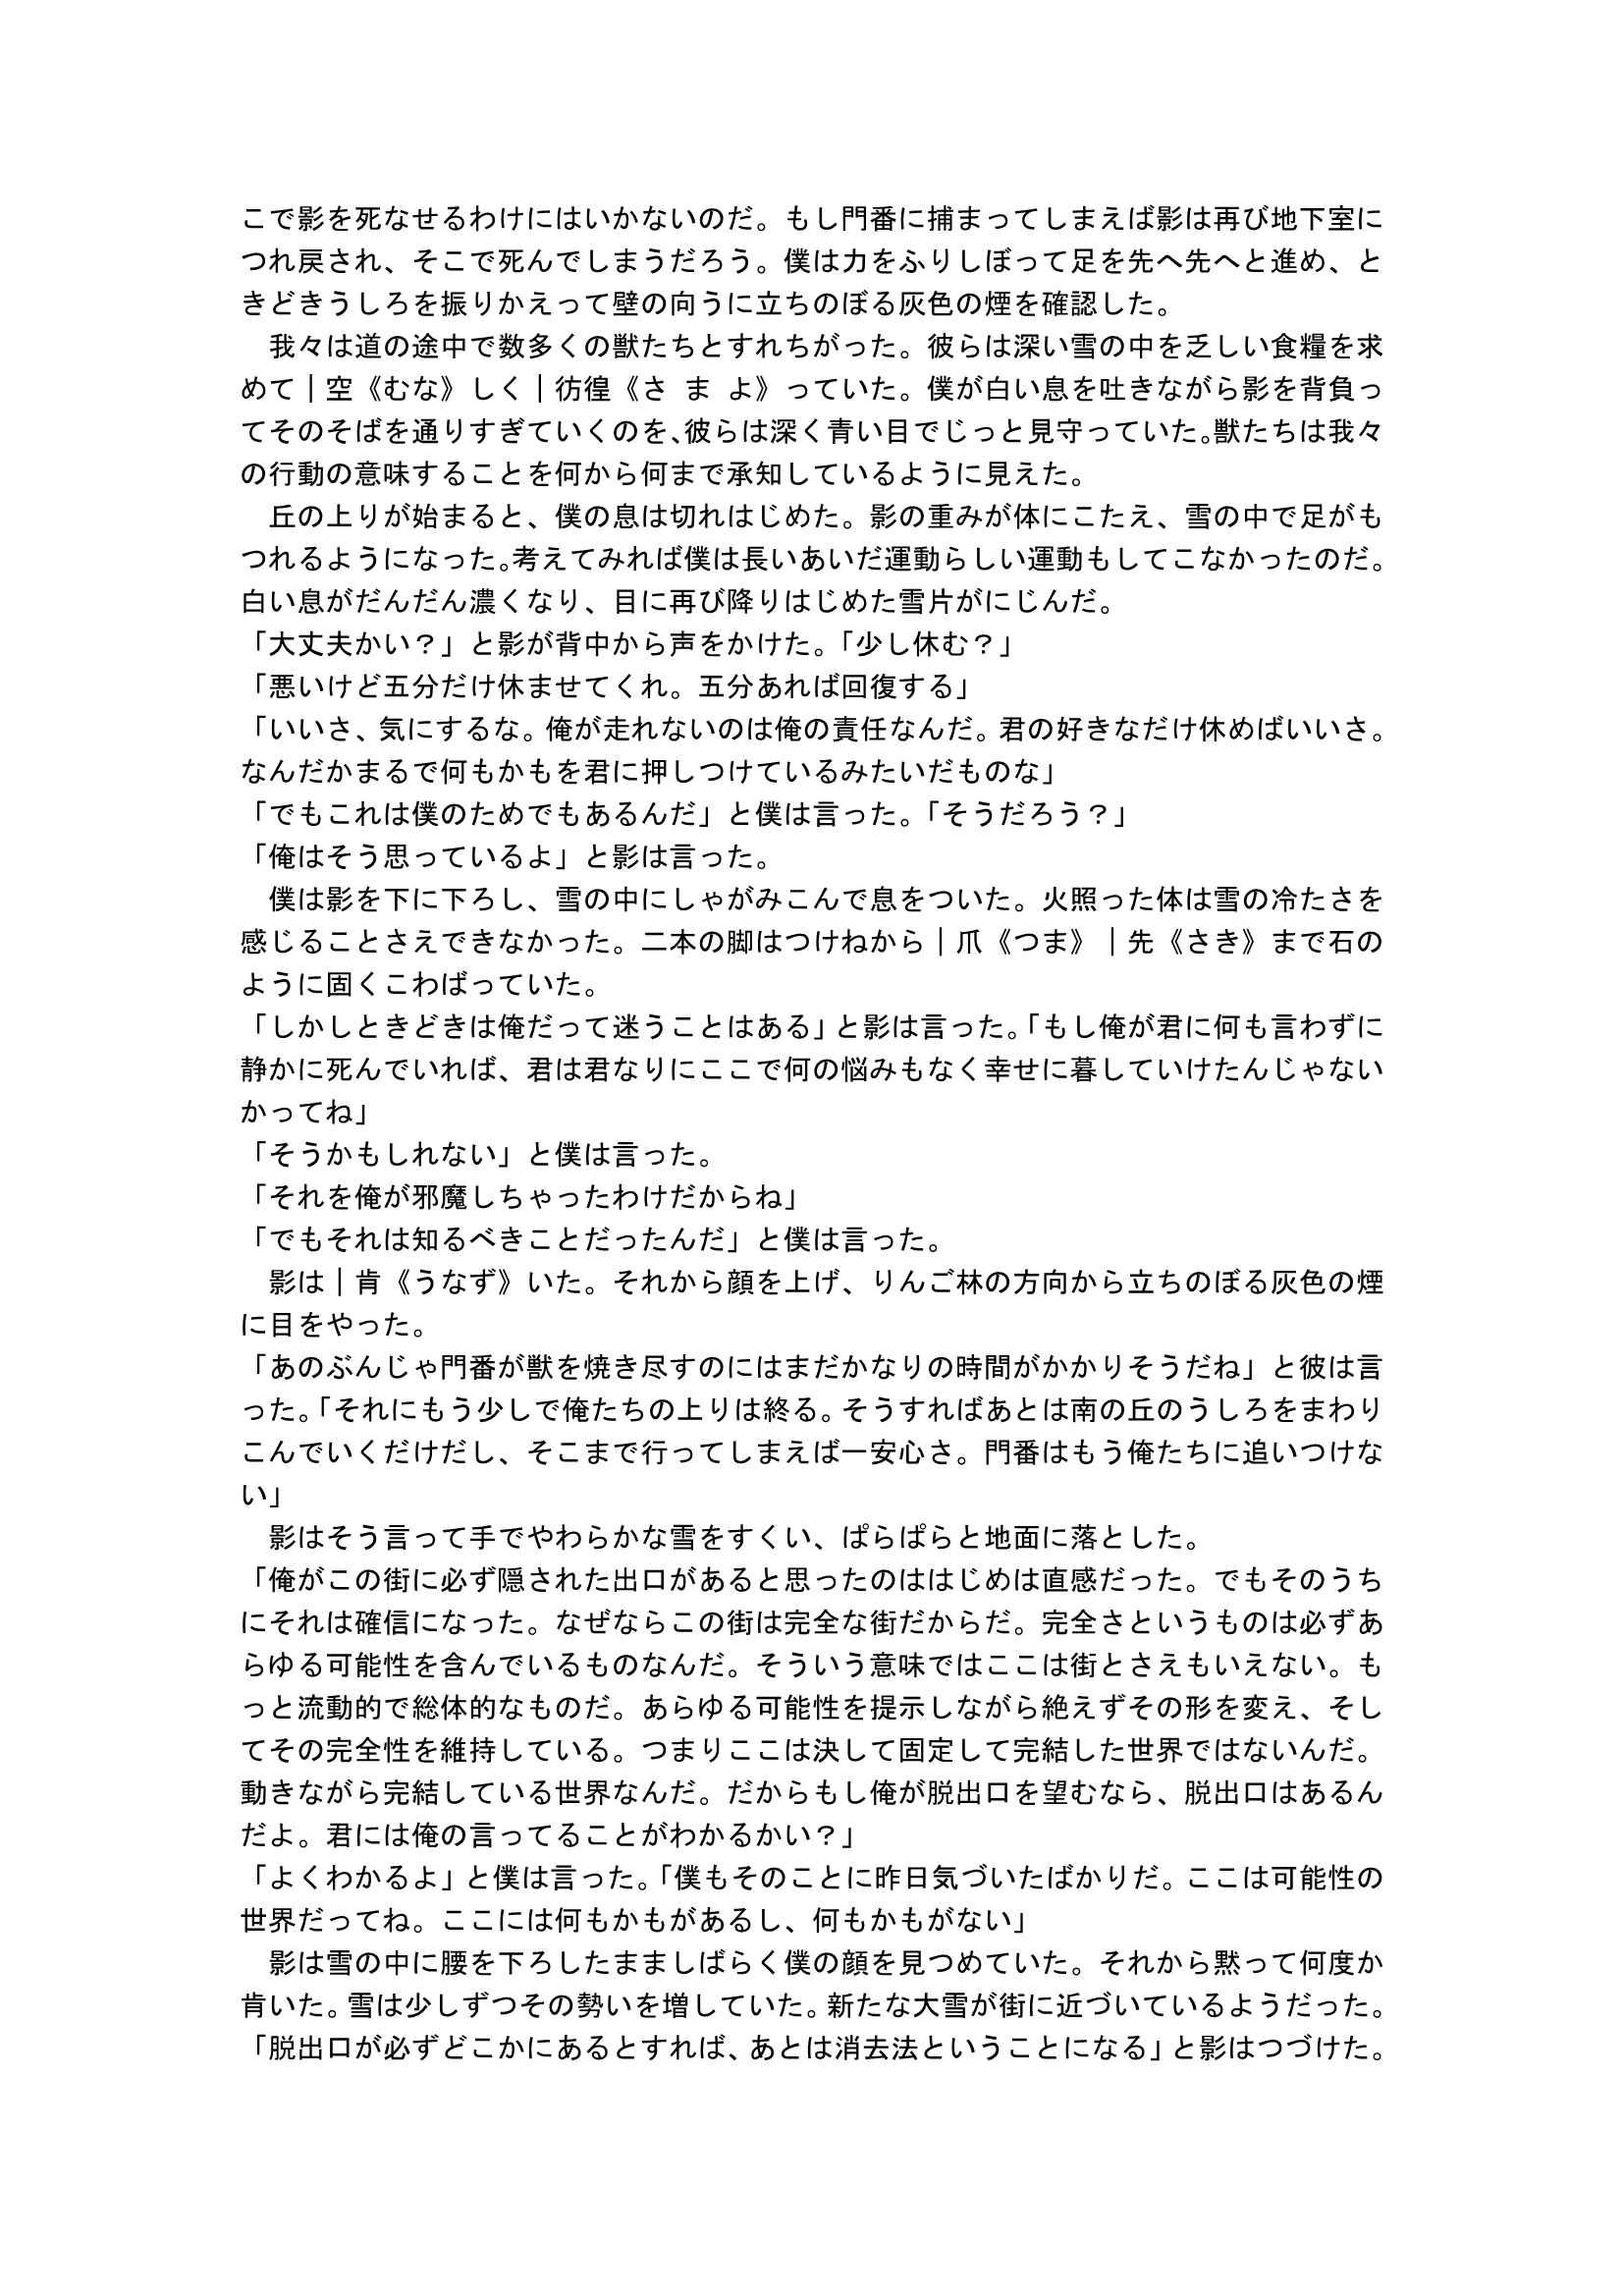 こで影を死なせるわけにはいかないのだ。もし門番に捕まってしまえば影は再び地下室に
つれ戻され、そこで死んでしまうだろう。僕は力をふりしぼって足を先へ先へと進め、と
きどきうしろを振りかえって壁の向うに立ちのぼる灰色の煙を確認した。
　我々は道の途中で数多くの獣たちとすれちがった。彼らは深い雪の中を乏しい食糧を求
めて｜空《むな》しく｜彷徨《さ ま よ》っていた。僕が白い息を吐きながら影を背負っ
てそのそばを通りすぎていくのを、彼らは深く青い目でじっと見守っていた。獣たちは我々
の行動の意味することを何から何まで承知しているように見えた。
　丘の上りが始まると、僕の息は切れはじめた。影の重みが体にこたえ、雪の中で足がも
つれるようになった。考えてみれば僕は長いあいだ運動らしい運動もしてこなかったのだ。
白い息がだんだん濃くなり、目に再び降りはじめた雪片がにじんだ。
「大丈夫かい？」と影が背中から声をかけた。「少し休む？」
「悪いけど五分だけ休ませてくれ。五分あれば回復する」
「いいさ、気にするな。俺が走れないのは俺の責任なんだ。君の好きなだけ休めばいいさ。
なんだかまるで何もかもを君に押しつけているみたいだものな」
「でもこれは僕のためでもあるんだ」と僕は言った。「そうだろう？」
「俺はそう思っているよ」と影は言った。
　僕は影を下に下ろし、雪の中にしゃがみこんで息をついた。火照った体は雪の冷たさを
感じることさえできなかった。二本の脚はつけねから｜爪《つま》｜先《さき》まで石の
ように固くこわばっていた。
「しかしときどきは俺だって迷うことはある」と影は言った。「もし俺が君に何も言わずに
静かに死んでいれば、君は君なりにここで何の悩みもなく幸せに暮していけたんじゃない
かってね」
「そうかもしれない」と僕は言った。
「それを俺が邪魔しちゃったわけだからね」
「でもそれは知るべきことだったんだ」と僕は言った。
　影は｜肯《うなず》いた。それから顔を上げ、りんご林の方向から立ちのぼる灰色の煙
に目をやった。
「あのぶんじゃ門番が獣を焼き尽すのにはまだかなりの時間がかかりそうだね」と彼は言
った。「それにもう少しで俺たちの上りは終る。そうすればあとは南の丘のうしろをまわり
こんでいくだけだし、そこまで行ってしまえば一安心さ。門番はもう俺たちに追いつけな
い」
　影はそう言って手でやわらかな雪をすくい、ぱらぱらと地面に落とした。
「俺がこの街に必ず隠された出口があると思ったのははじめは直感だった。でもそのうち
にそれは確信になった。なぜならこの街は完全な街だからだ。完全さというものは必ずあ
らゆる可能性を含んでいるものなんだ。そういう意味ではここは街とさえもいえない。も
っと流動的で総体的なものだ。あらゆる可能性を提示しながら絶えずその形を変え、そし
てその完全性を維持している。つまりここは決して固定して完結した世界ではないんだ。
動きながら完結している世界なんだ。だからもし俺が脱出口を望むなら、脱出口はあるん
だよ。君には俺の言ってることがわかるかい？」
「よくわかるよ」と僕は言った。「僕もそのことに昨日気づいたばかりだ。ここは可能性の
世界だってね。ここには何もかもがあるし、何もかもがない」
　影は雪の中に腰を下ろしたまましばらく僕の顔を見つめていた。それから黙って何度か
肯いた。雪は少しずつその勢いを増していた。新たな大雪が街に近づいているようだった。
「脱出口が必ずどこかにあるとすれば、あとは消去法ということになる」と影はつづけた。